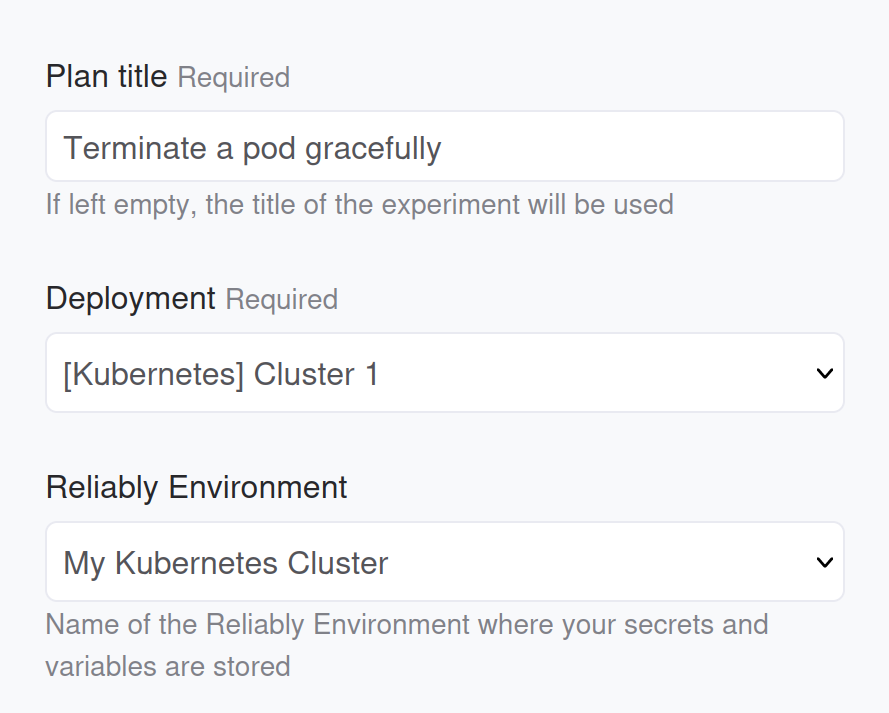 Plan title Required
Terminate a pod gracefully
If left empty, the title of the experiment will be used
Deployment Required
[Kubernetes] Cluster 1
Reliably Environment
My Kubernetes Cluster
Name of the Reliably Environment where your secrets and
variables are stored